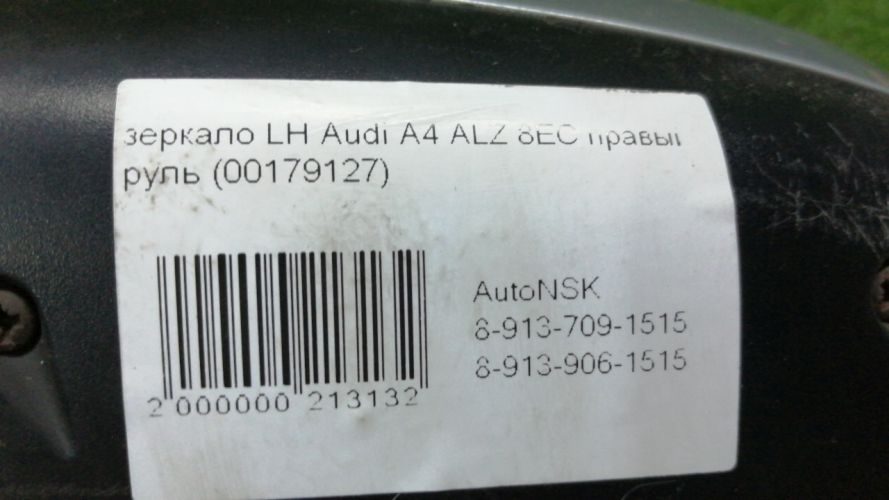 зеркало LH Audi A4 ALZ 8EC правый
руль (00179127)
AutoNSK
8-913-709-1515
8-913-906-1515
2 000000 213132